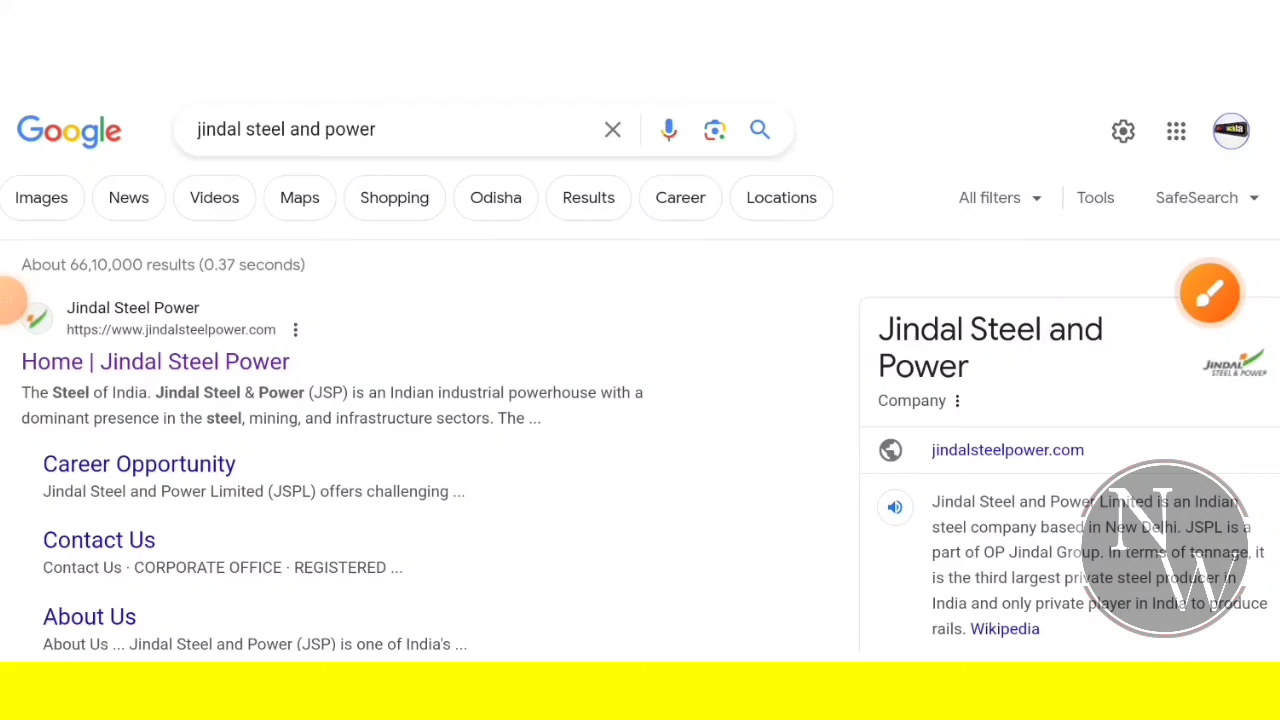 Google
jindal steel and power
Images
News
Videos
Maps
Shopping
Odisha
Results
Career
Locations
All filters
Tools
SafeSearch
About 66,10,000 results (0.37 seconds)
Jindal Steel Power
https://www.jindalsteelpower.com
Home | Jindal Steel Power
The Steel of India. Jindal Steel & Power (JSP) is an Indian industrial powerhouse with a
dominant presence in the steel, mining, and infrastructure sectors. The ...
Career Opportunity
Jindal Steel and Power Limited (JSPL) offers challenging ...
Contact Us
Contact Us · CORPORATE OFFICE · REGISTERED ...
About Us
About Us ... Jindal Steel and Power (JSP) is one of India's ...
Jindal Steel and
Power
JINDAL
STEEL & POWER
Company
jindalsteelpower.com
Jindal Steel and Power Limited is an Indian
steel company based in New Delhi. JSPL is a
part of OP Jindal Group. In terms of tonnage, it
is the third largest private steel producer in
India and only private player in India to produce
rails. Wikipedia
NW